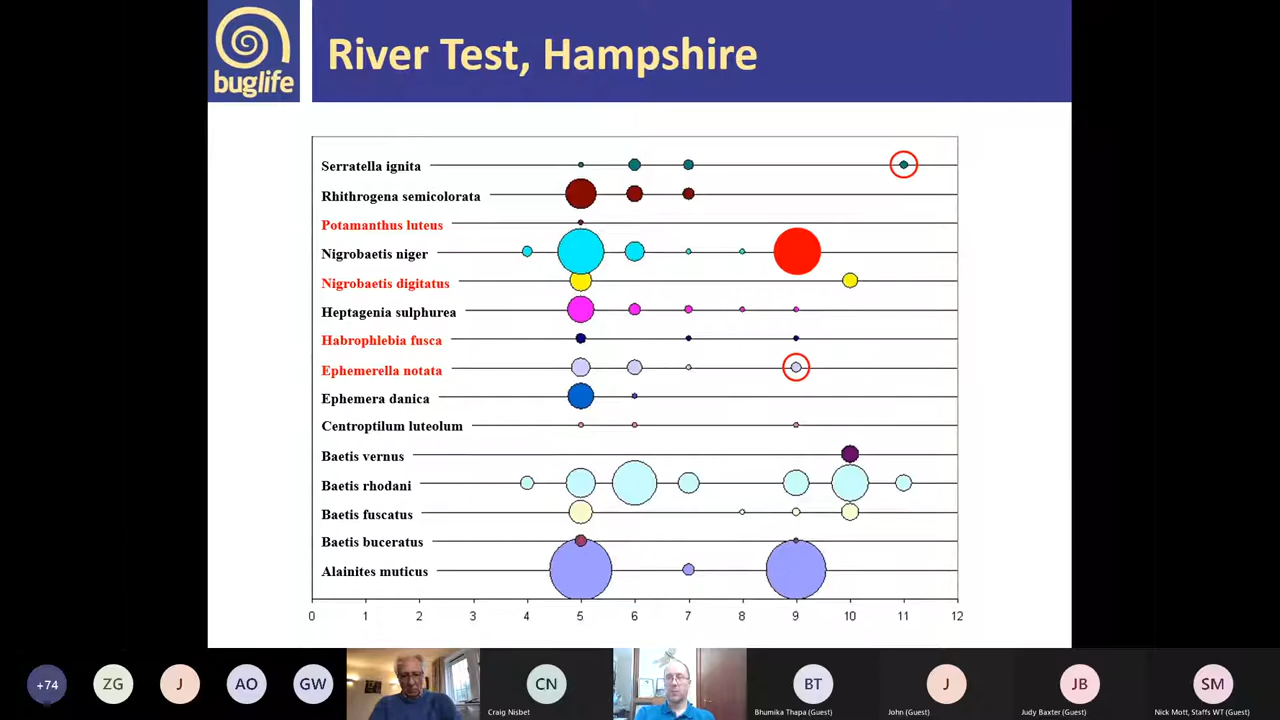 buglife
River Test, Hampshire
Serratella ignita
Rhithrogena semicolorata
Potamanthus luteus
Nigrobaetis niger
Nigrobaetis digitatus
Heptagenia sulphurea
Habrophlebia fusca
Ephemerella notata
Ephemera danica
Centroptilum luteolum
Baetis vernus
Baetis rhodani
Baetis fuscatus
Baetis buceratus
Alainites muticus
0 1 2 3 4 5 6 7 8 9 10 11 12
+74 ZG J AO GW CN BT J JB SM
Craig Nisbet Bhumika Thapa (Guest) John (Guest) Judy Baxter (Guest) Nick Mott, Staffs WT (Guest)